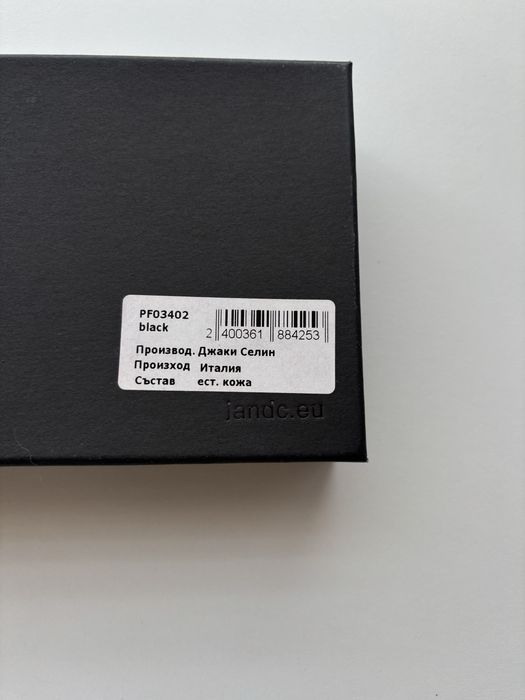 PF03402
black
2 400361 884253
Производ. Джаки Селин
Произход Италия
Състав ест. кожа
jandc.eu